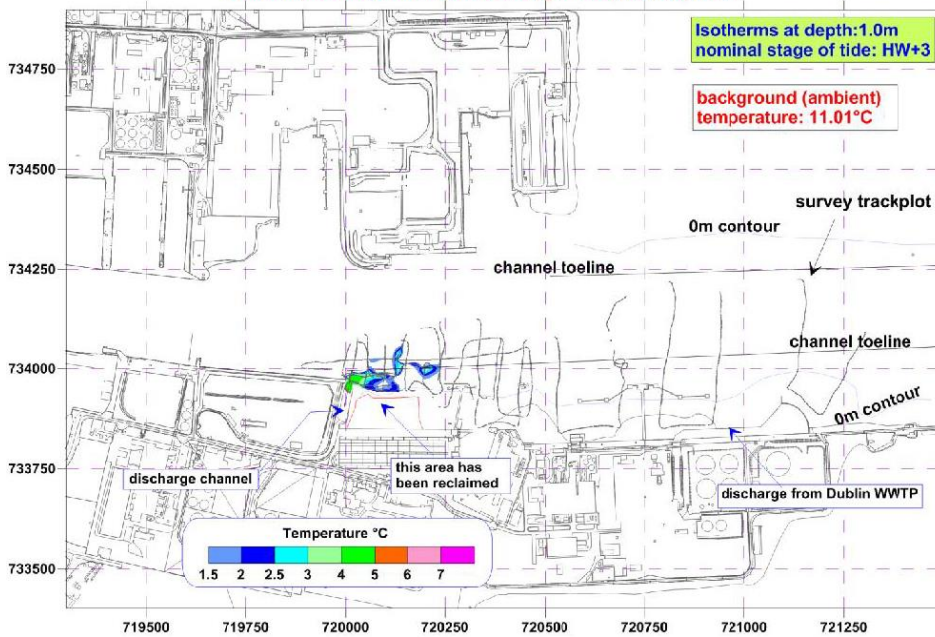 Isotherms at depth:1.0m
nominal stage of tide: HW+3
background (ambient)
temperature: 11.01°C
734750
734500
734250
734000
733750
733500
survey trackplot
0m contour
channel toeline
channel toeline
0m contour
discharge channel
this area has
been reclaimed
discharge from Dublin WWTP
Temperature °C
1.5 2 2.5 3 4 5 6 7
719500 719750 720000 720250 720500 720750 721000 721250